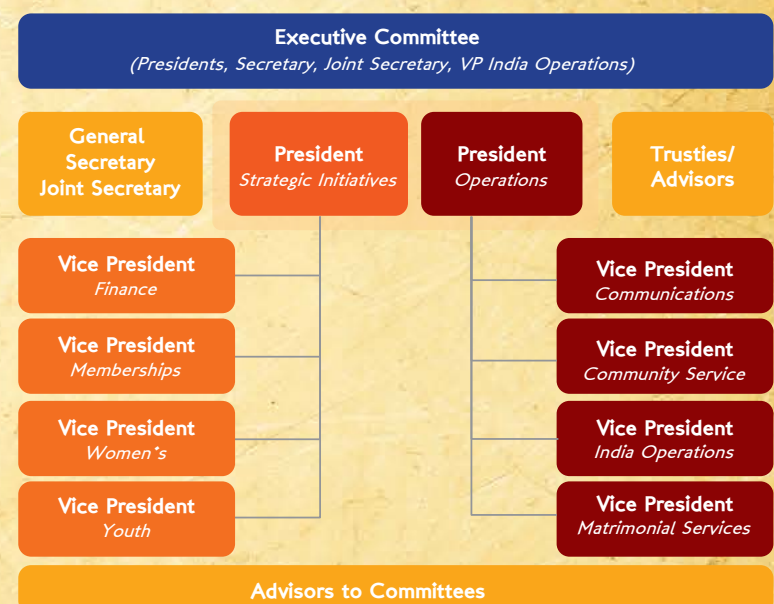 Executive Committee
(Presidents, Secretary, Joint Secretary, VP India Operations)
General
Secretary
Joint Secretary
President
Strategic Initiatives
President
Operations
Trusties/
Advisors
Vice President
Finance
Vice President
Communications
Vice President
Memberships
Vice President
Community Service
Vice President
Women's
Vice President
India Operations
Vice President
Youth
Vice President
Matrimonial Services
Advisors to Committees